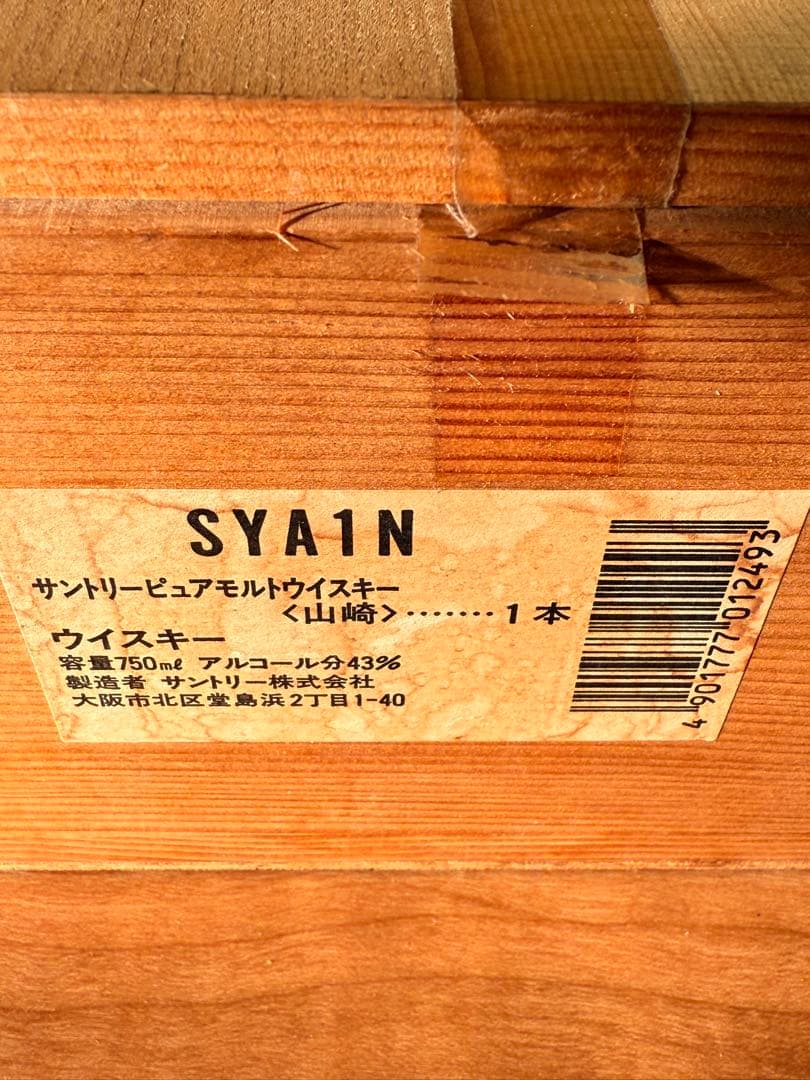 SYA1N
サントリーピュアモルトウイスキー
〈山崎〉‥‥‥‥1本
ウイスキー
容量750mℓ アルコール分43%
製造者 サントリー株式会社
大阪市北区堂島浜2丁目1-40
4 901777 012493